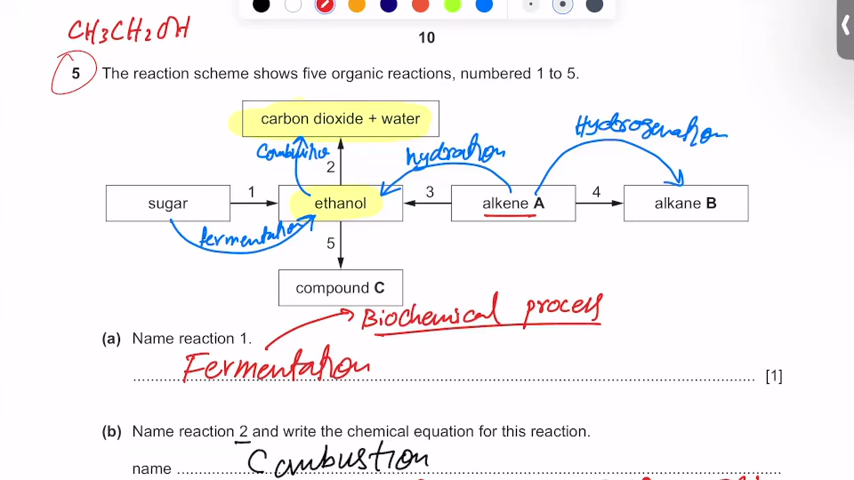 CH3CH2OH
10
5 The reaction scheme shows five organic reactions, numbered 1 to 5.
carbon dioxide + water
Hydrogenation
hydration
2
1
3
4
sugar
ethanol
alkene A
alkane B
fermentation
5
compound C
Biochemical process
(a) Name reaction 1.
Fermentation
[1]
(b) Name reaction 2 and write the chemical equation for this reaction.
name Combustion